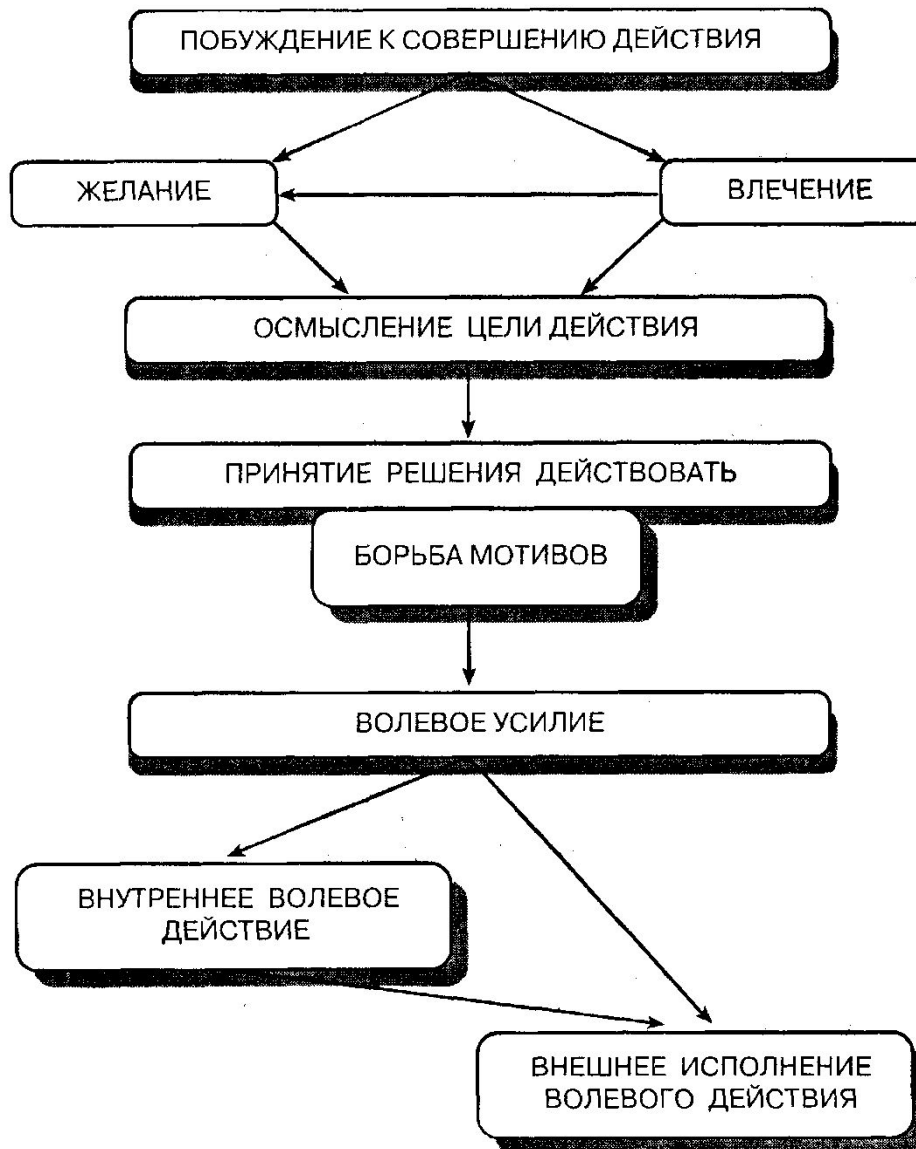 ПОБУЖДЕНИЕ К СОВЕРШЕНИЮ ДЕЙСТВИЯ
ЖЕЛАНИЕ
ВЛЕЧЕНИЕ
ОСМЫСЛЕНИЕ ЦЕЛИ ДЕЙСТВИЯ
ПРИНЯТИЕ РЕШЕНИЯ ДЕЙСТВОВАТЬ
БОРЬБА МОТИВОВ
ВОЛЕВОЕ УСИЛИЕ
ВНУТРЕННЕЕ ВОЛЕВОЕ
ДЕЙСТВИЕ
ВНЕШНЕЕ ИСПОЛНЕНИЕ
ВОЛЕВОГО ДЕЙСТВИЯ